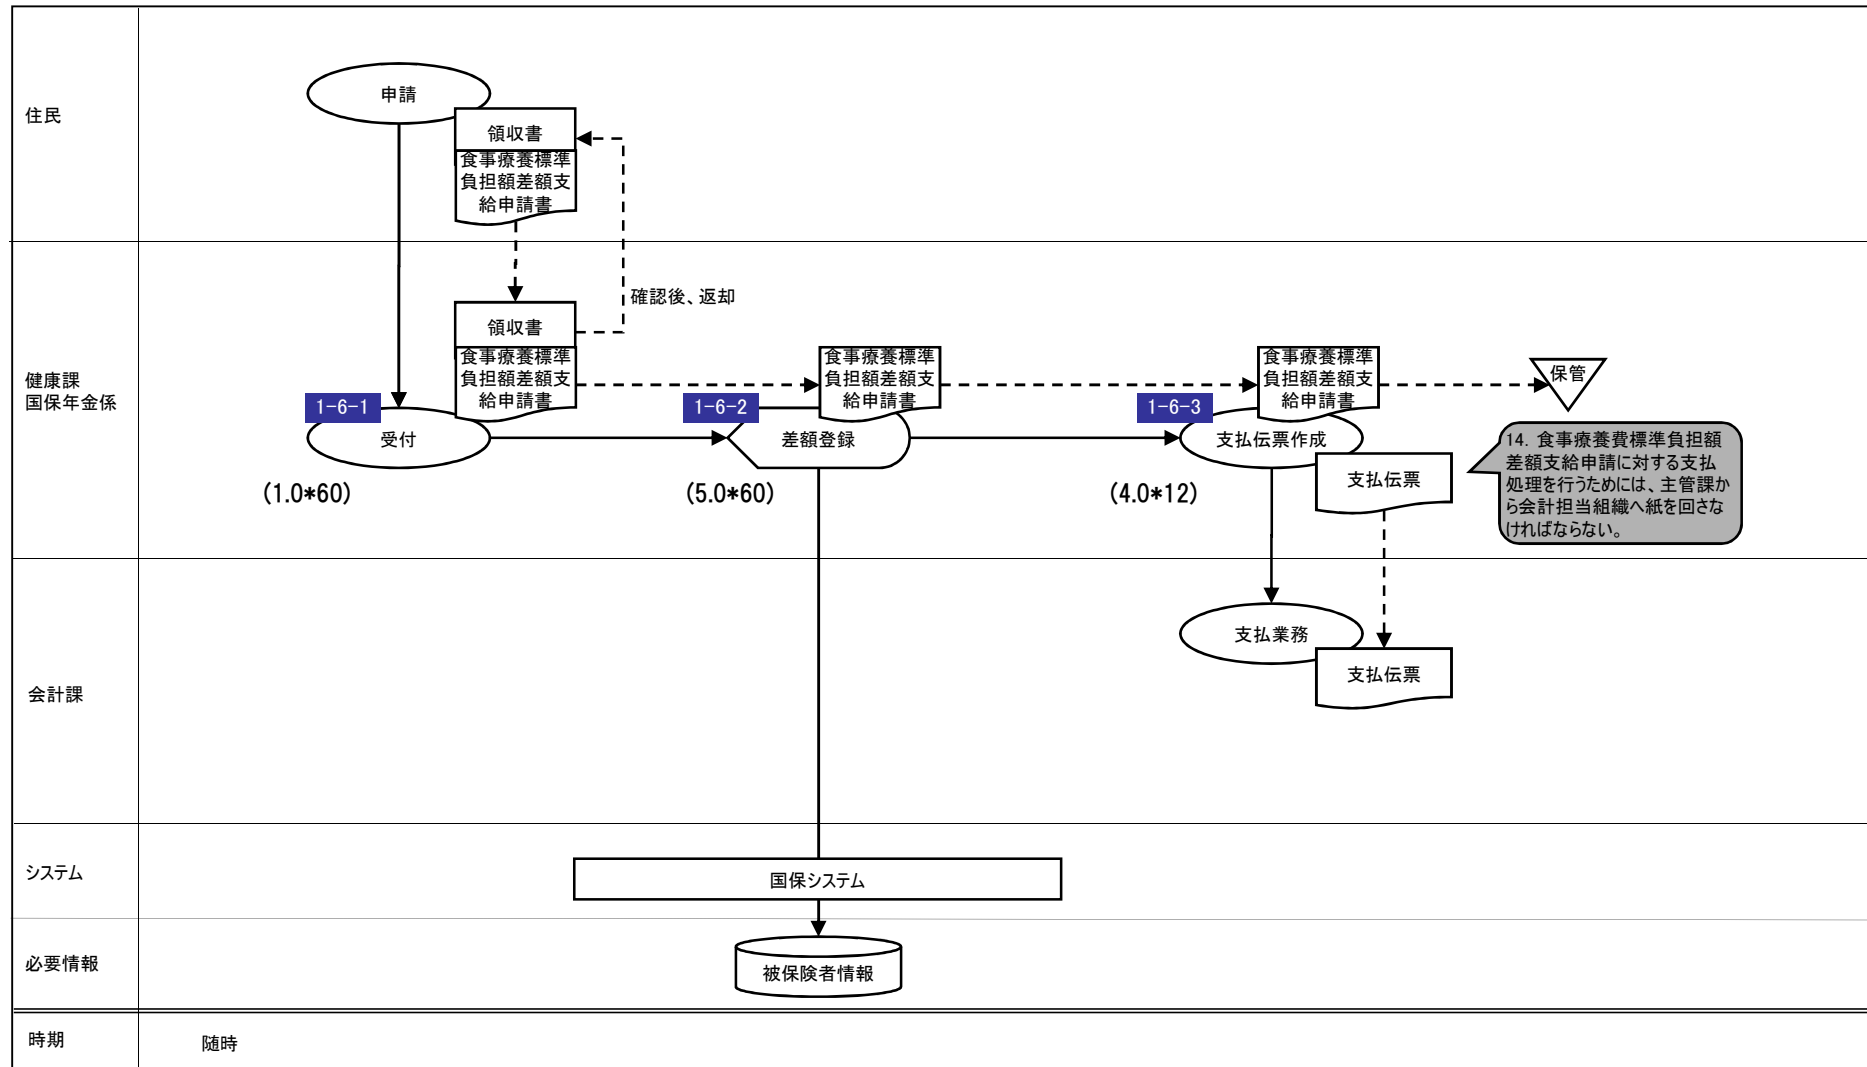 住民
申請
領収書
食事療養標準
負担額差額支
給申請書
健康課
国保年金係
確認後、返却
領収書
食事療養標準
負担額差額支
給申請書
1-6-1
受付
(1.0*60)
食事療養標準
負担額差額支
給申請書
1-6-2
差額登録
(5.0*60)
食事療養標準
負担額差額支
給申請書
1-6-3
支払伝票作成
(4.0*12)
支払伝票
保管
14. 食事療養費標準負担額
差額支給申請に対する支払
処理を行うためには、主管課か
ら会計担当組織へ紙を回さな
ければならない。
会計課
支払業務
支払伝票
システム
国保システム
必要情報
被保険者情報
時期
随時